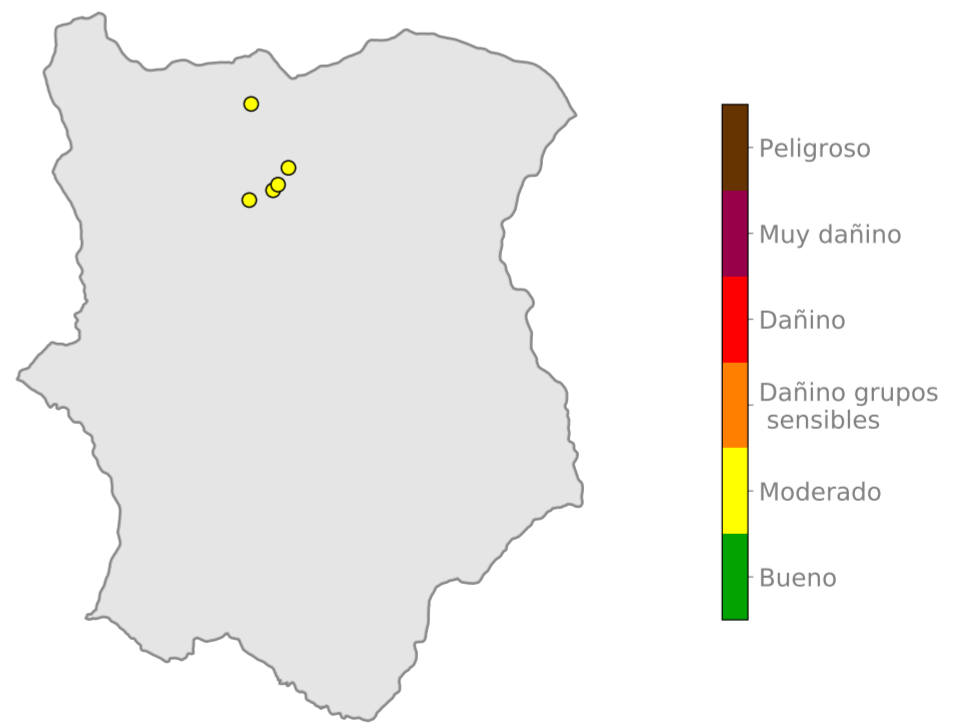 Peligroso
Muy dañino
Dañino
Dañino grupos
sensibles
Moderado
Bueno